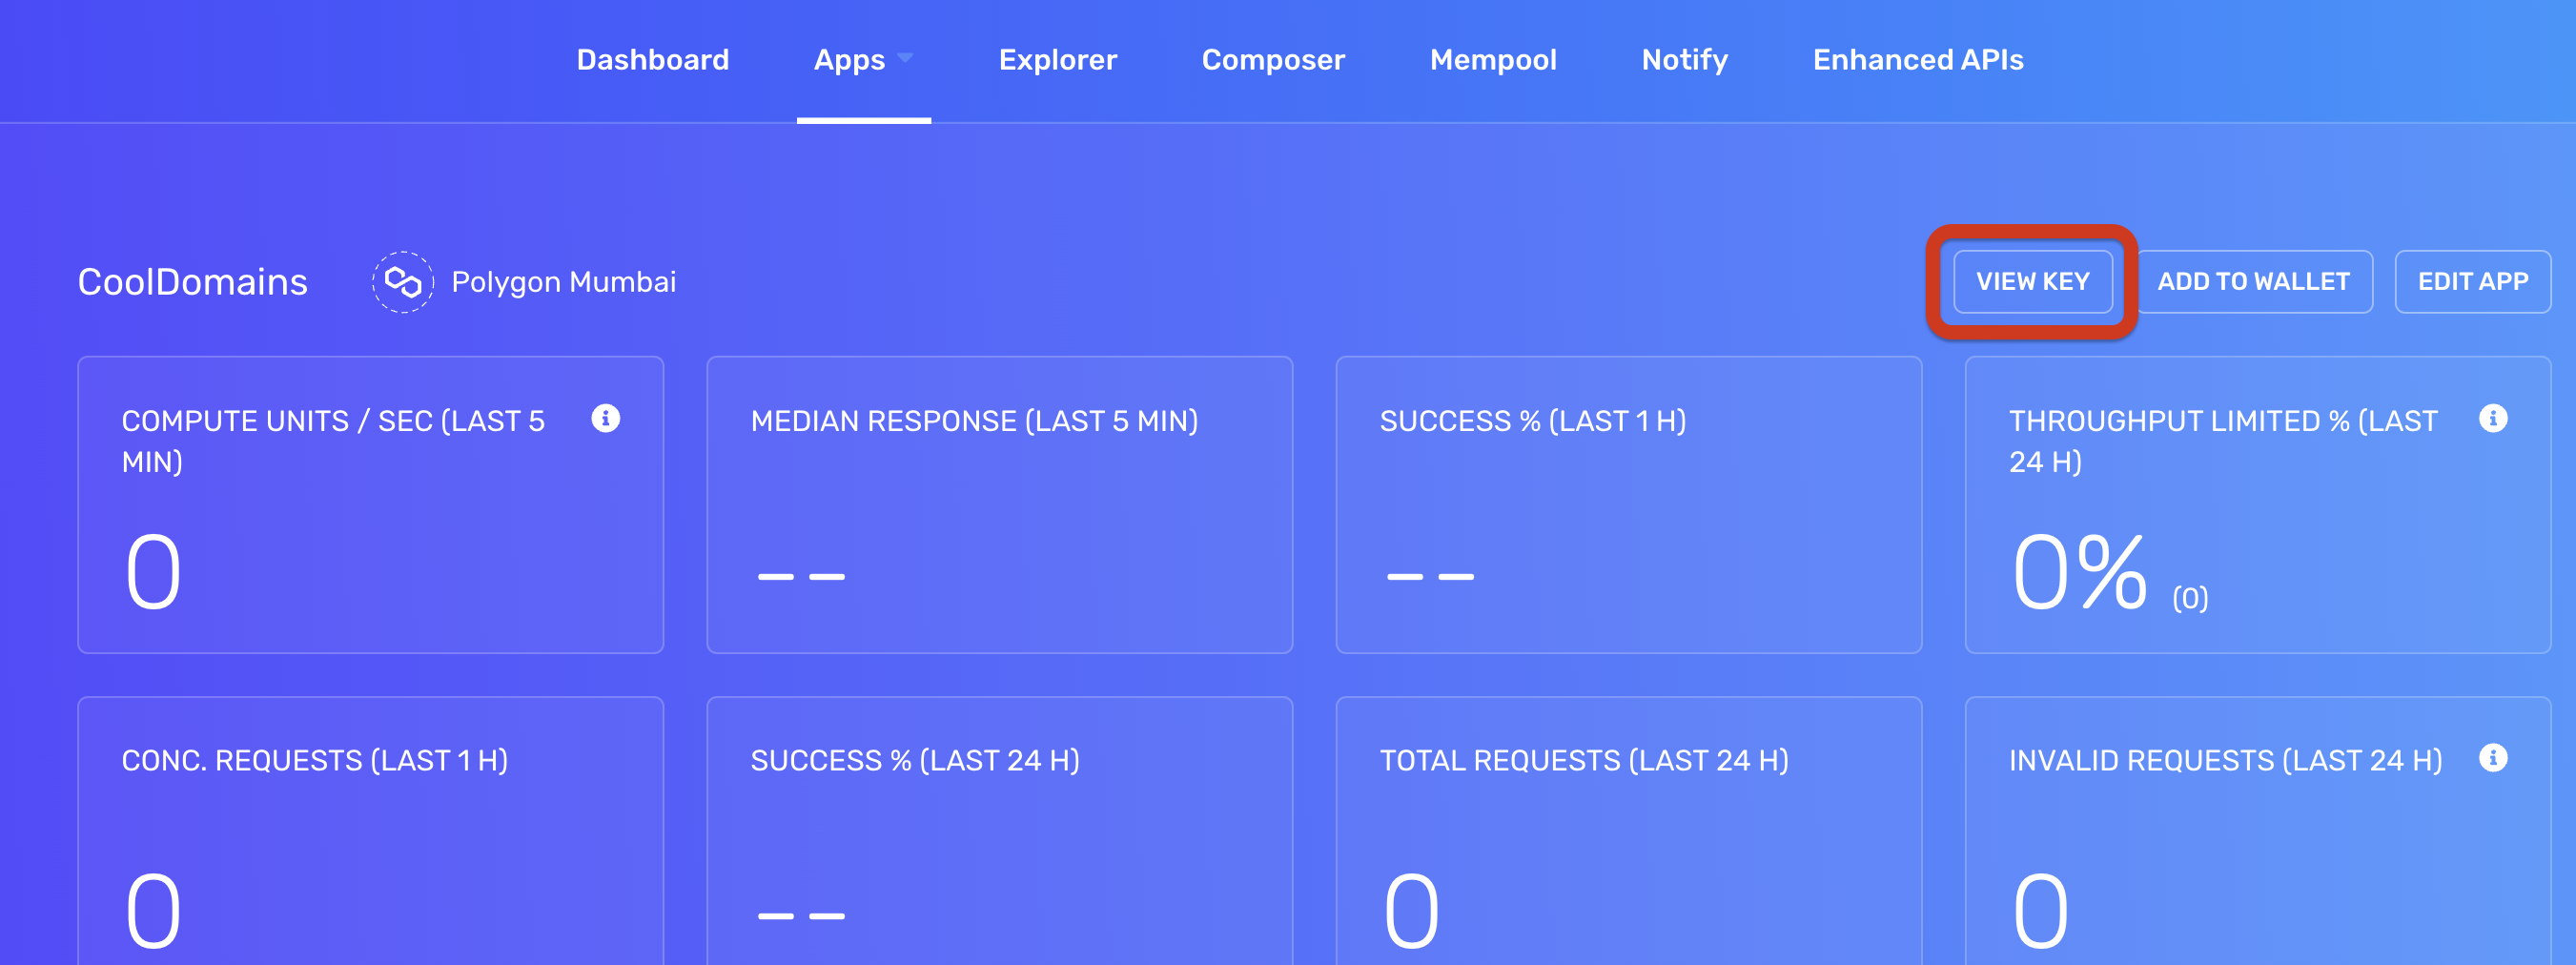 Dashboard Apps Explorer Composer Mempool Notify Enhanced APIs
CoolDomains Polygon Mumbai VIEW KEY ADD TO WALLET EDIT APP
COMPUTE UNITS / SEC (LAST 5
MIN)
0
MEDIAN RESPONSE (LAST 5 MIN)
– –
SUCCESS % (LAST 1 H)
– –
THROUGHPUT LIMITED % (LAST
24 H)
0% (0)
CONC. REQUESTS (LAST 1 H)
0
SUCCESS % (LAST 24 H)
– –
TOTAL REQUESTS (LAST 24 H)
0
INVALID REQUESTS (LAST 24 H)
0